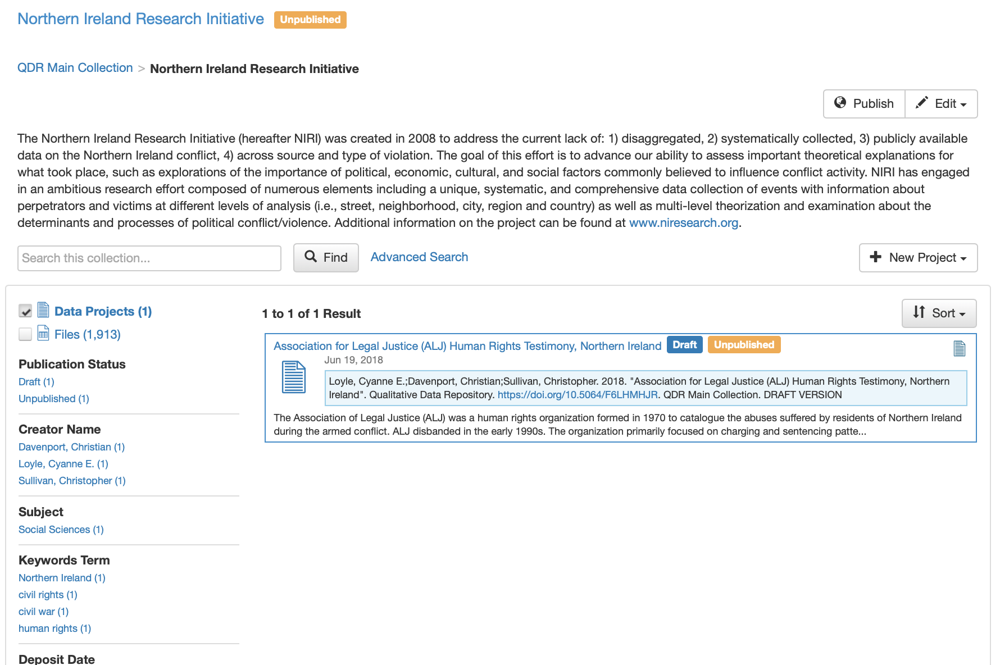 Northern Ireland Research Initiative Unpublished
QDR Main Collection > Northern Ireland Research Initiative
Publish Edit
The Northern Ireland Research Initiative (hereafter NIRI) was created in 2008 to address the current lack of: 1) disaggregated, 2) systematically collected, 3) publicly available
data on the Northern Ireland conflict, 4) across source and type of violation. The goal of this effort is to advance our ability to assess important theoretical explanations for
what took place, such as explorations of the importance of political, economic, cultural, and social factors commonly believed to influence conflict activity. NIRI has engaged
in an ambitious research effort composed of numerous elements including a unique, systematic, and comprehensive data collection of events with information about
perpetrators and victims at different levels of analysis (i.e., street, neighborhood, city, region and country) as well as multi-level theorization and examination about the
determinants and processes of political conflict/violence. Additional information on the project can be found at www.niresearch.org.
Search this collection... Find Advanced Search New Project
Data Projects (1)
Files (1,913)
Publication Status
Draft (1)
Unpublished (1)
Creator Name
Davenport, Christian (1)
Loyle, Cyanne E. (1)
Sullivan, Christopher (1)
Subject
Social Sciences (1)
Keywords Term
Northern Ireland (1)
civil rights (1)
civil war (1)
human rights (1)
Deposit Date
1 to 1 of 1 Result Sort
Association for Legal Justice (ALJ) Human Rights Testimony, Northern Ireland Draft Unpublished
Jun 19, 2018
Loyle, Cyanne E.;Davenport, Christian;Sullivan, Christopher. 2018. "Association for Legal Justice (ALJ) Human Rights Testimony, Northern
Ireland". Qualitative Data Repository. https://doi.org/10.5064/F6LHMHJR. QDR Main Collection. DRAFT VERSION
The Association of Legal Justice (ALJ) was a human rights organization formed in 1970 to catalogue the abuses suffered by residents of Northern Ireland
during the armed conflict. ALJ disbanded in the early 1990s. The organization primarily focused on charging and sentencing patte...